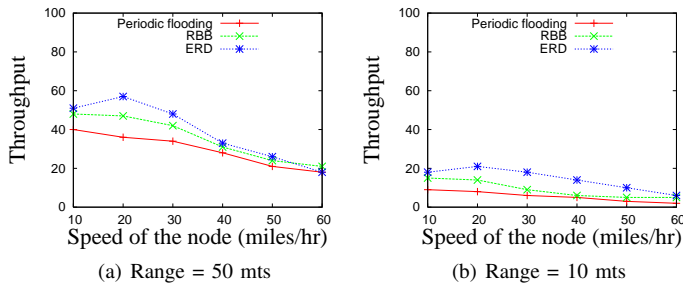 Throughput
100
80
60
40
20
0
Periodic flooding
RBB
ERD
10 20 30 40 50 60
Speed of the node (miles/hr)
(a) Range = 50 mts
Throughput
100
80
60
40
20
0
Periodic flooding
RBB
ERD
10 20 30 40 50 60
Speed of the node (miles/hr)
(b) Range = 10 mts